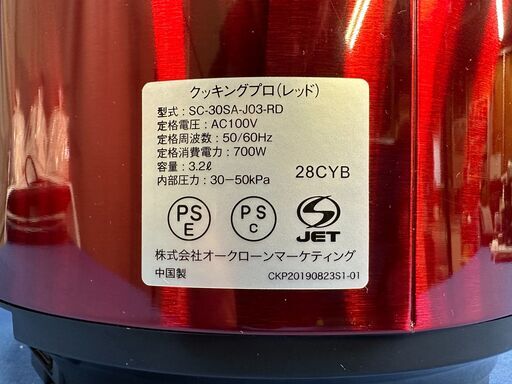 クッキングプロ(レッド)
型式：SC-30SA-J03-RD
定格電圧：AC100V
定格周波数：50/60Hz
定格消費電力：700W
容量：3.2ℓ
内部圧力：30−50kPa
28CYB
PS
E
PS
C
S
JET
株式会社オークローンマーケティング
中国製
CKP20190823S1-01